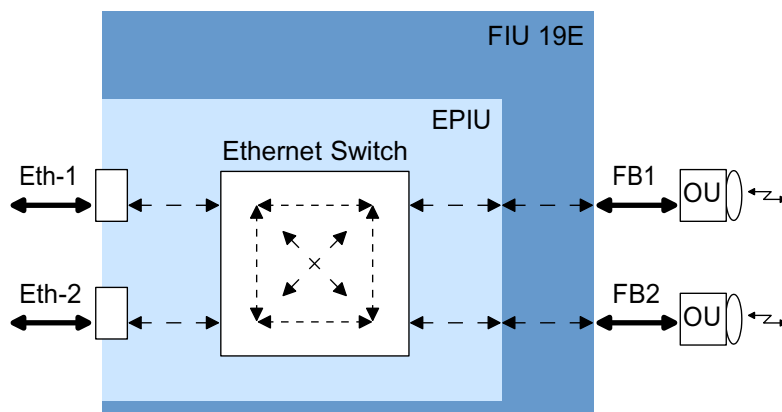 FIU 19E
EPIU
Ethernet Switch
Eth-1
FB1
OU
Eth-2
FB2
OU